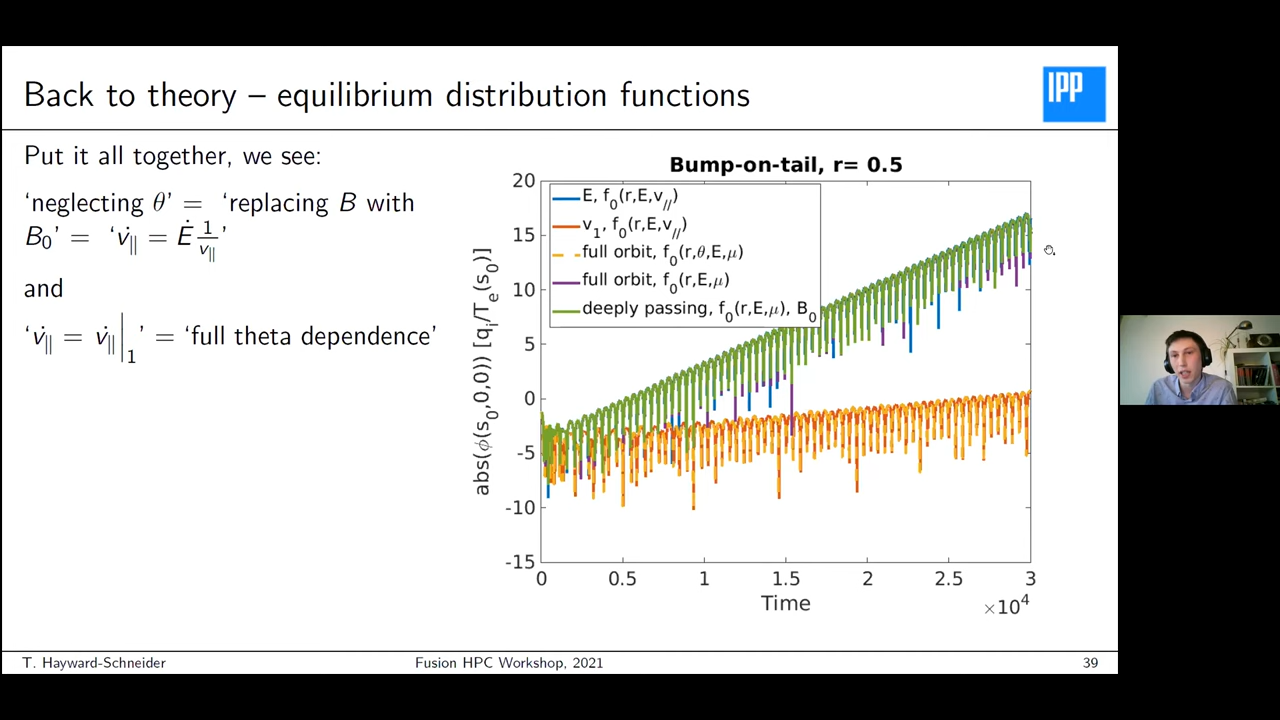 Back to theory – equilibrium distribution functions
IPP
Put it all together, we see:
‘neglecting θ’ = ‘replacing B with
B₀’ = ‘v̇∥ = Ė 1/v∥’
and
‘v̇∥ = v̇∥|₁ ’ = ‘full theta dependence’
Bump-on-tail, r= 0.5
E, f₀(r,E,v//)
v₁, f₀(r,E,v//)
full orbit, f₀(r,θ,E,μ)
full orbit, f₀(r,E,μ)
deeply passing, f₀(r,E,μ), B₀
abs(ϕ(s₀,0,0)) [qᵢ/Tₑ(s₀)]
20
15
10
5
0
-5
-10
-15
0 0.5 1 1.5 2 2.5 3
×10⁴
Time
T. Hayward-Schneider
Fusion HPC Workshop, 2021
39